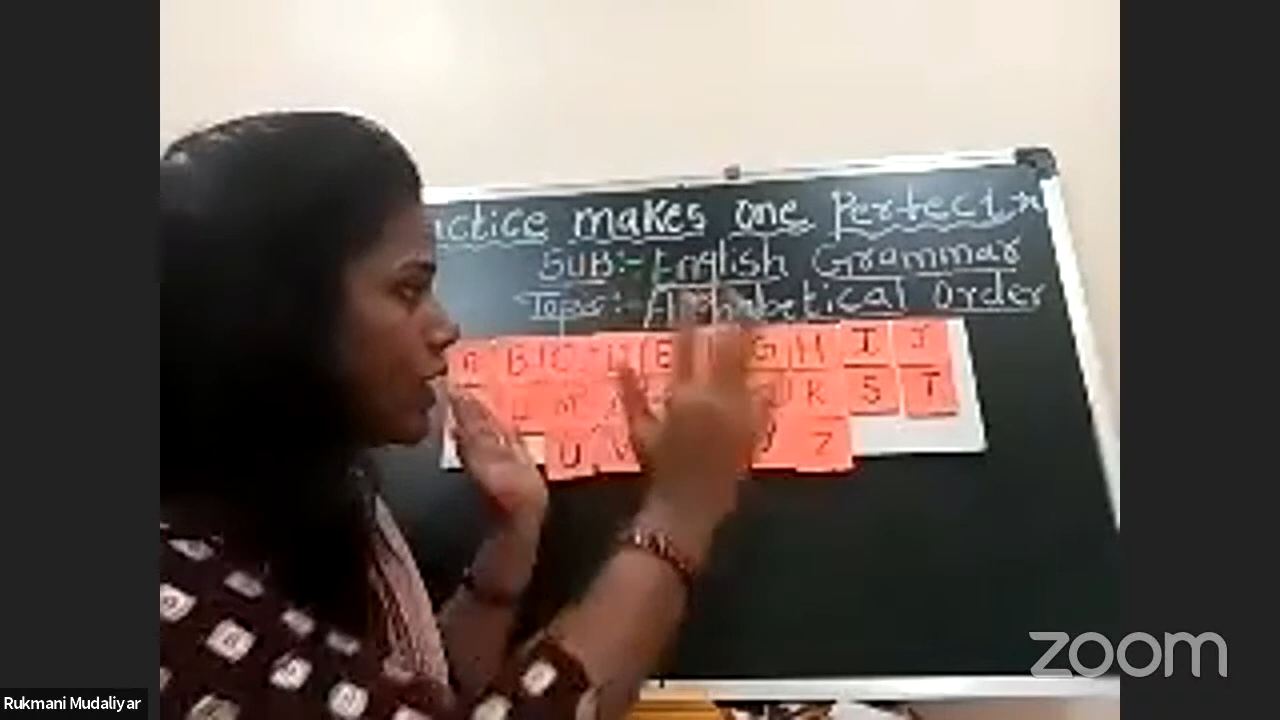 actice makes one Perfect
SUB:- English Grammar
Topic:- Alphabetical Order
A B C D E G H I J
L M R S T
U V Z
zoom
Rukmani Mudaliyar